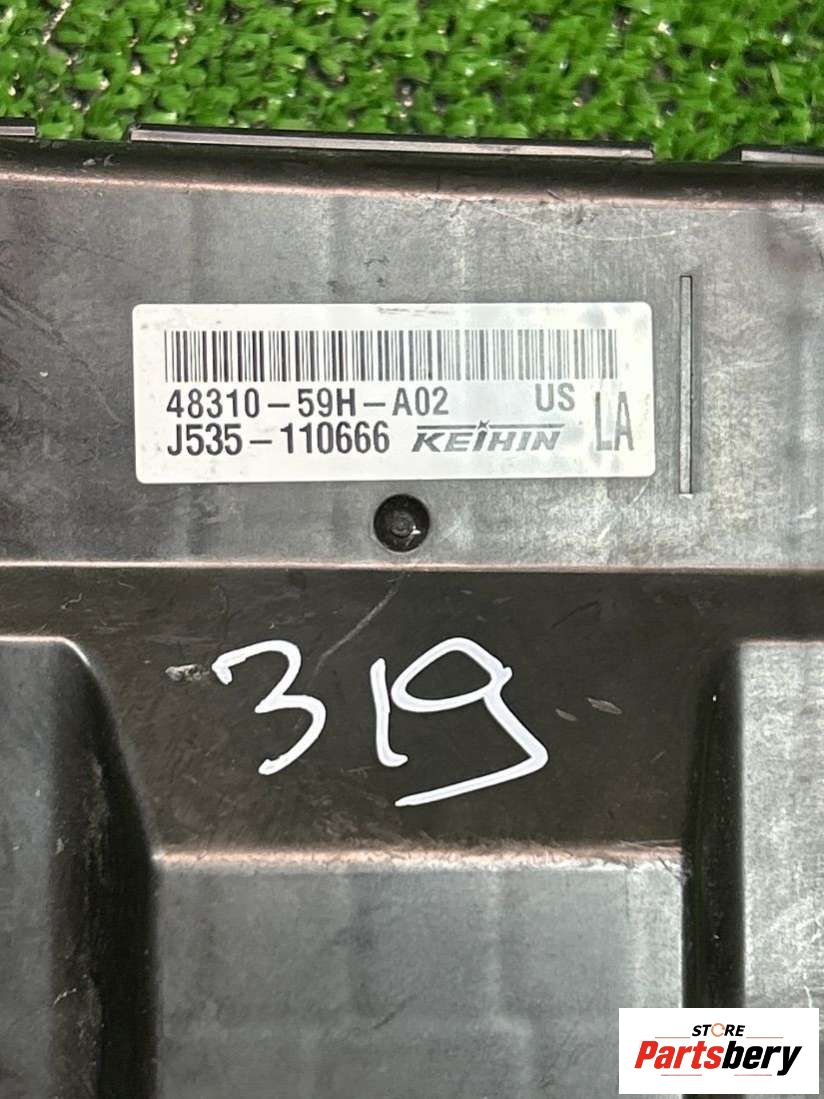 48310-59H-A02 US
J535-110666 KEIHIN LA
319
STORE
Partsbery